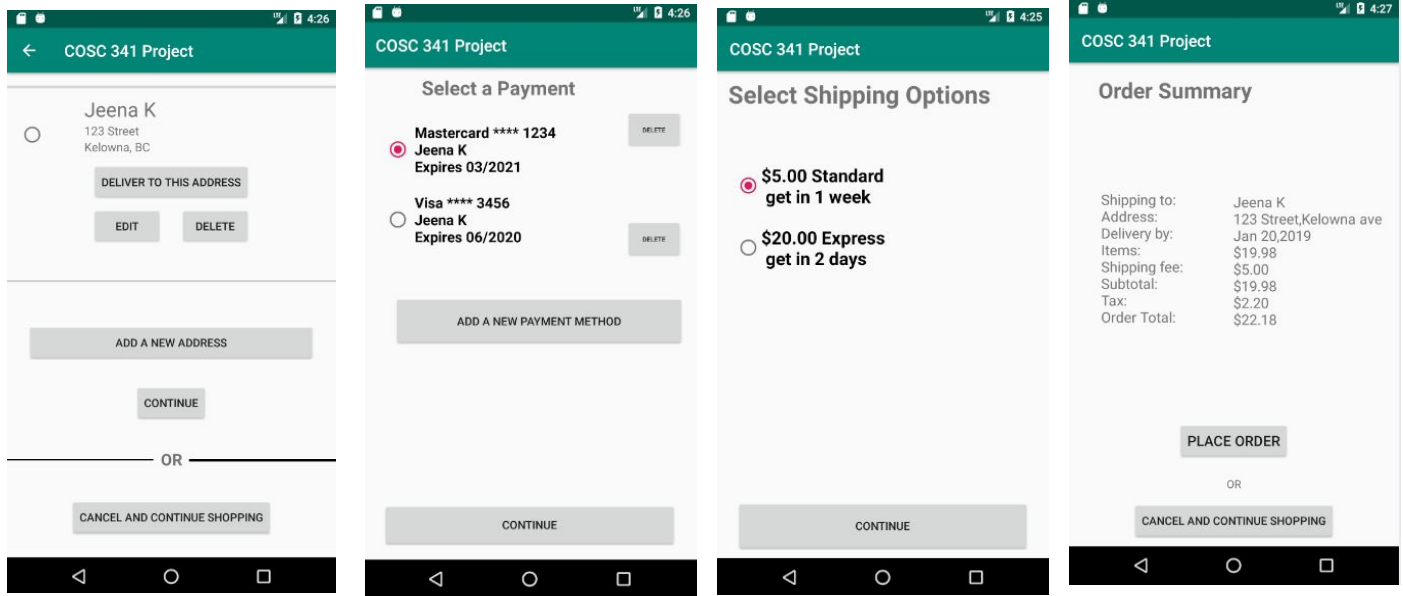 4:26
COSC 341 Project
Jeena K
123 Street
Kelowna, BC
DELIVER TO THIS ADDRESS
EDIT DELETE
ADD A NEW ADDRESS
CONTINUE
OR
CANCEL AND CONTINUE SHOPPING
4:26
COSC 341 Project
Select a Payment
Mastercard **** 1234
DELETE
Jeena K
Expires 03/2021
Visa **** 3456
Jeena K
Expires 06/2020
DELETE
ADD A NEW PAYMENT METHOD
CONTINUE
4:25
COSC 341 Project
Select Shipping Options
$5.00 Standard
get in 1 week
$20.00 Express
get in 2 days
CONTINUE
4:27
COSC 341 Project
Order Summary
Shipping to: Jeena K
Address: 123 Street,Kelowna ave
Delivery by: Jan 20,2019
Items: $19.98
Shipping fee: $5.00
Subtotal: $19.98
Tax: $2.20
Order Total: $22.18
PLACE ORDER
OR
CANCEL AND CONTINUE SHOPPING